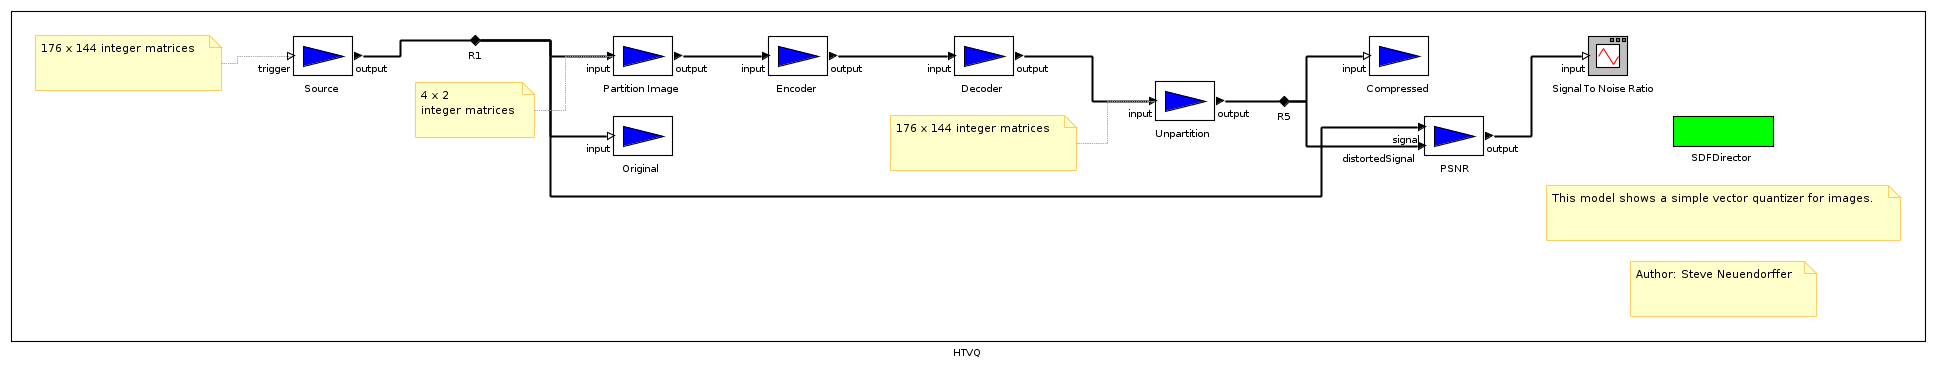 176 x 144 integer matrices
trigger
output
Source
R1
input
output
Partition Image
input
output
Encoder
input
output
Decoder
input
output
Unpartition
R5
input
Compressed
input
Signal To Noise Ratio
4 x 2
integer matrices
input
Original
176 x 144 integer matrices
signal
distortedSignal
output
PSNR
SDFDirector
This model shows a simple vector quantizer for images.
Author: Steve Neuendorffer
HTVQ